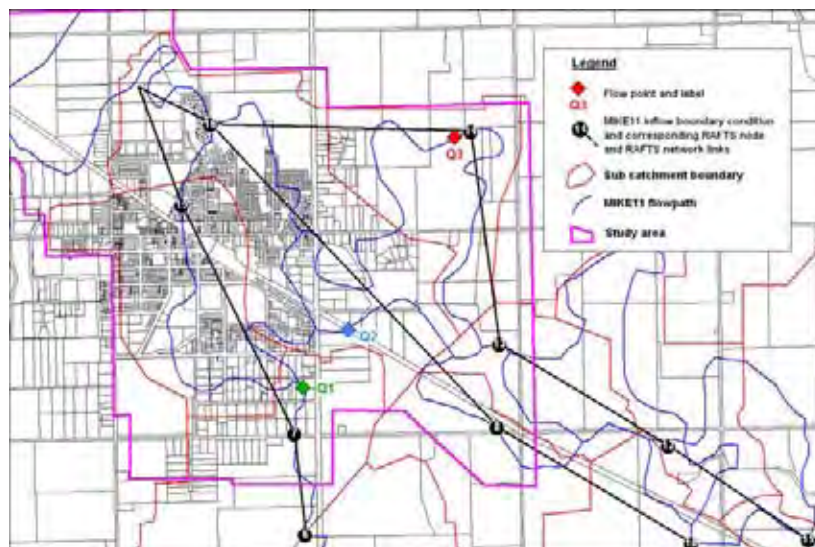 Legend
Flow point and label
Q3
MIKE11 inflow boundary condition
and corresponding RAFTS node
and RAFTS network links
Sub catchment boundary
MIKE11 flowpath
Study area
Q3
Q2
Q1